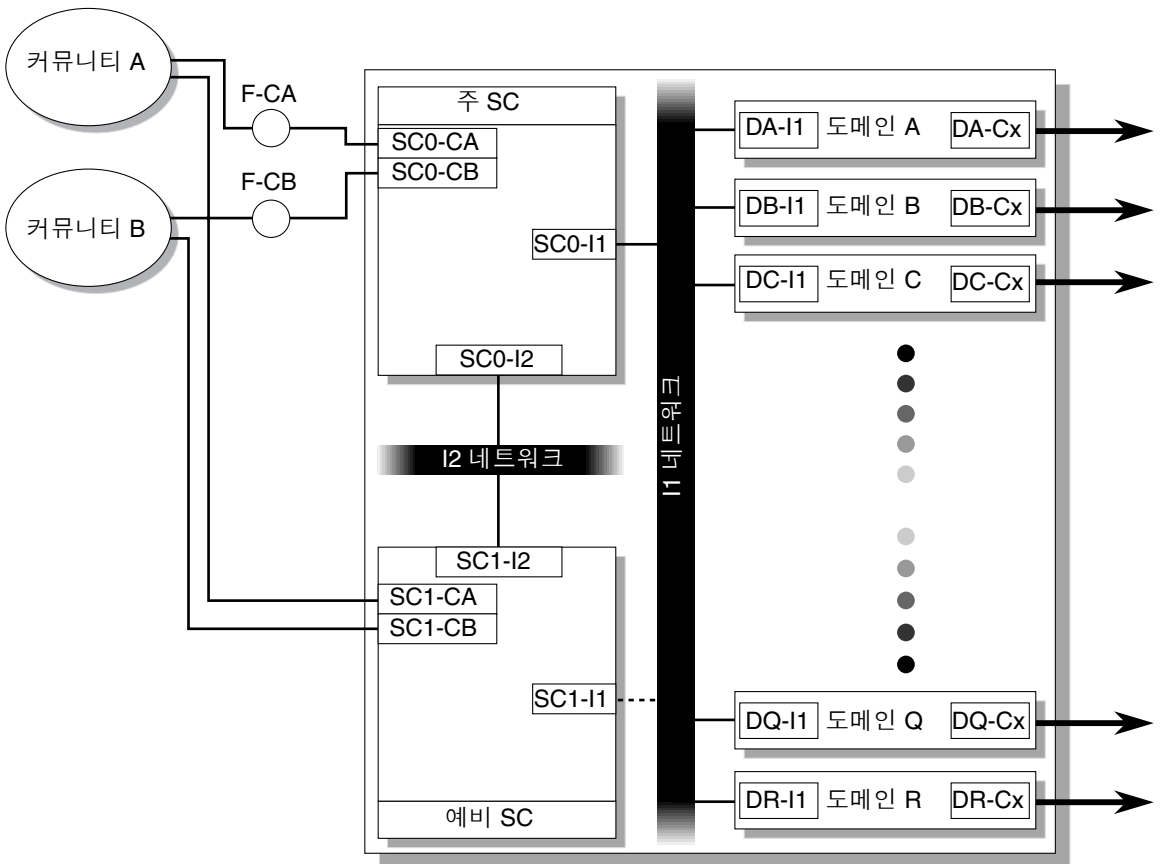 커뮤니티 A
F-CA
커뮤니티 B
F-CB
주 SC
SC0-CA
SC0-CB
SC0-I1
SC0-I2
I2 네트워크
SC1-I2
SC1-CA
SC1-CB
SC1-I1
예비 SC
I1 네트워크
DA-I1 도메인 A DA-Cx
DB-I1 도메인 B DB-Cx
DC-I1 도메인 C DC-Cx
DQ-I1 도메인 Q DQ-Cx
DR-I1 도메인 R DR-Cx